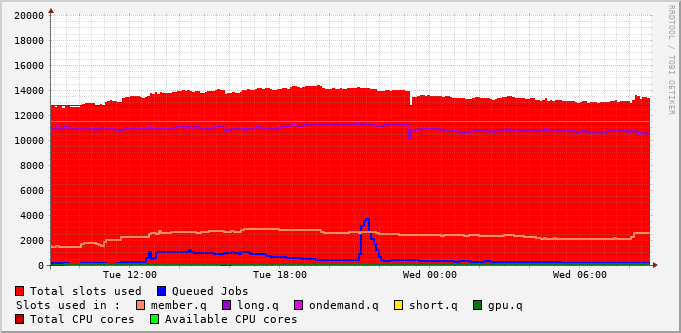 20000
18000
16000
14000
12000
10000
8000
6000
4000
2000
0
Tue 12:00 Tue 18:00 Wed 00:00 Wed 06:00
RRDTOOL / TOBI OETIKER
Total slots used Queued Jobs
Slots used in : member.q long.q ondemand.q short.q gpu.q
Total CPU cores Available CPU cores